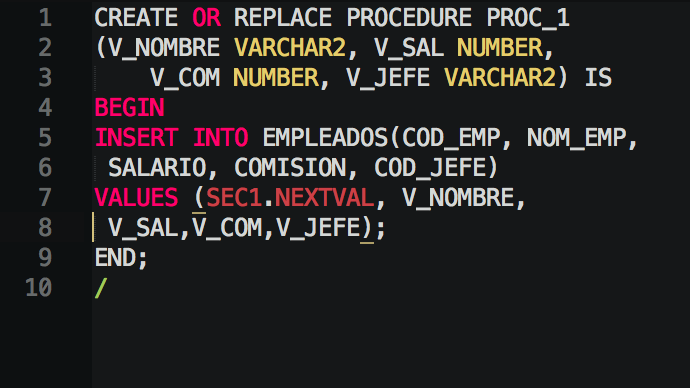 1 CREATE OR REPLACE PROCEDURE PROC_1
2 (V_NOMBRE VARCHAR2, V_SAL NUMBER,
3 V_COM NUMBER, V_JEFE VARCHAR2) IS
4 BEGIN
5 INSERT INTO EMPLEADOS(COD_EMP, NOM_EMP,
6 SALARIO, COMISION, COD_JEFE)
7 VALUES (SEC1.NEXTVAL, V_NOMBRE,
8 V_SAL,V_COM,V_JEFE);
9 END;
10 /